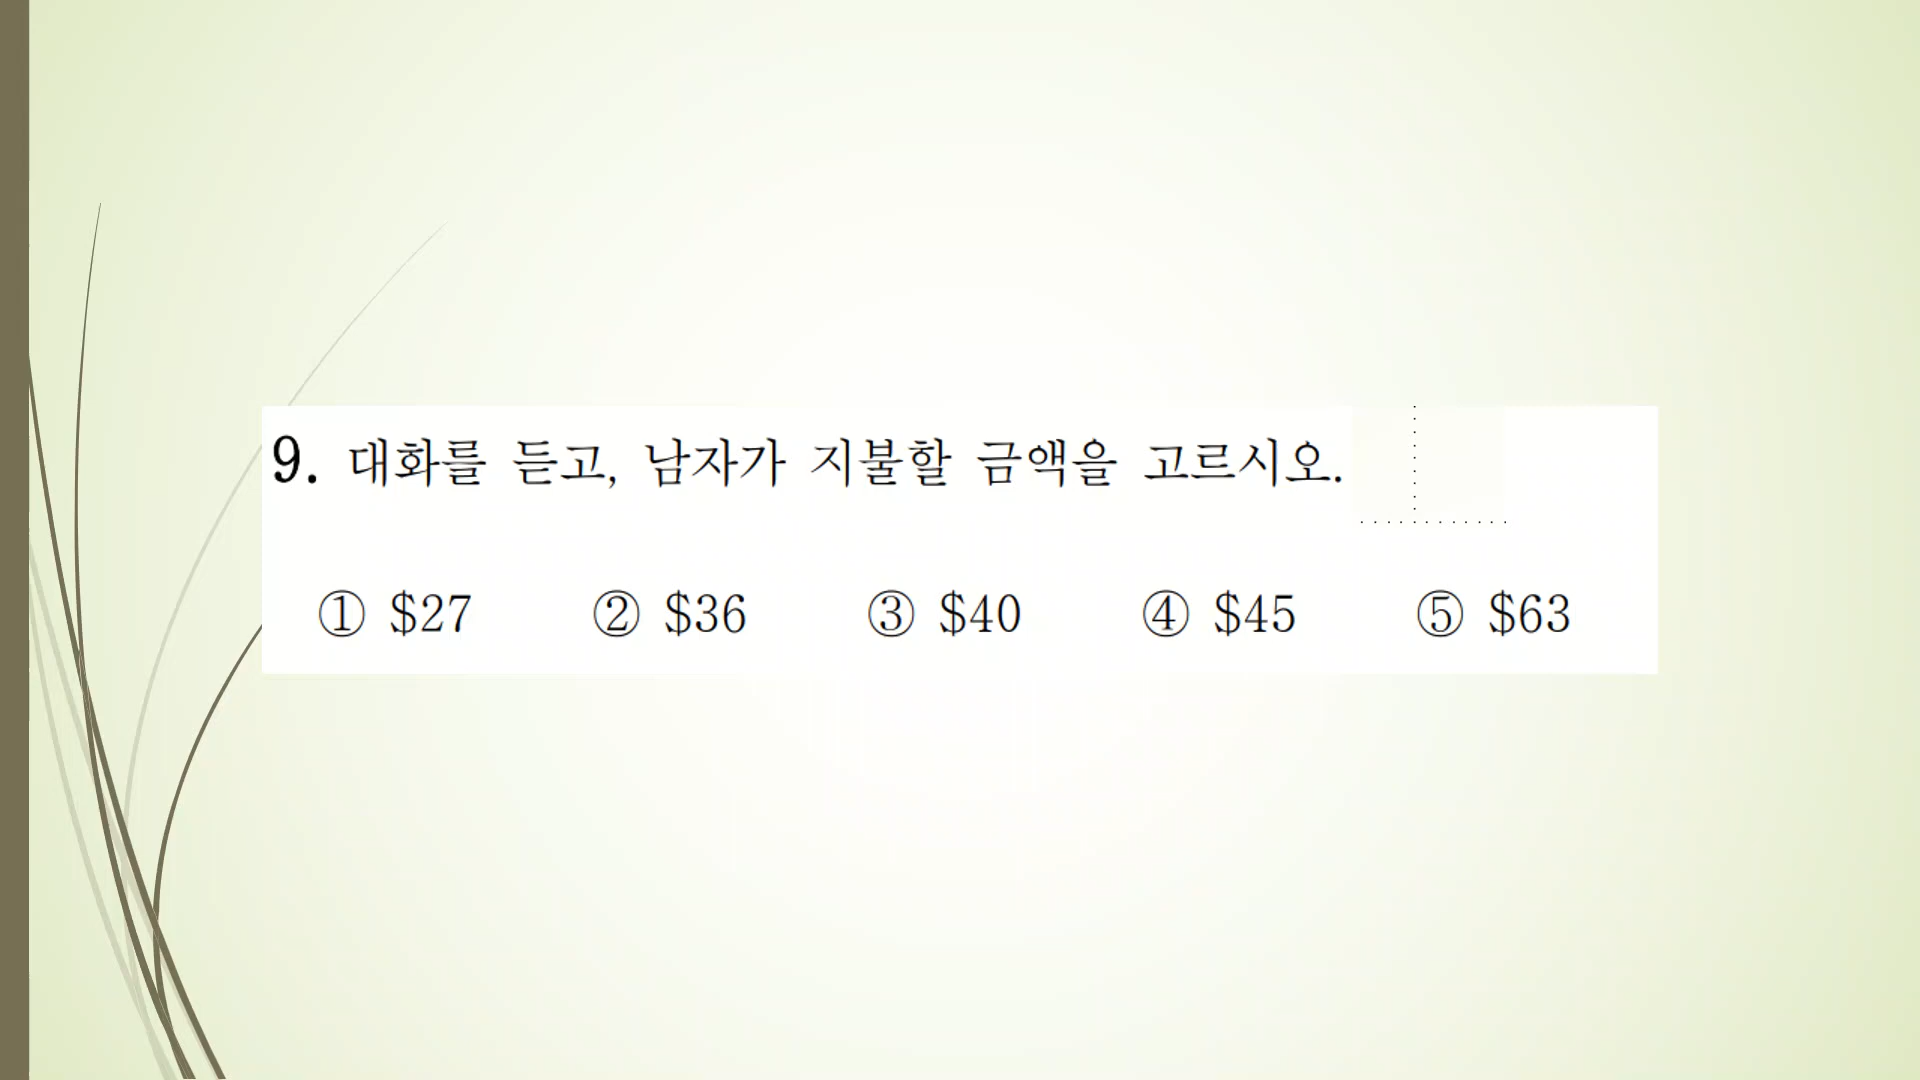 9. 대화를 듣고, 남자가 지불할 금액을 고르시오.
① $27 ② $36 ③ $40 ④ $45 ⑤ $63